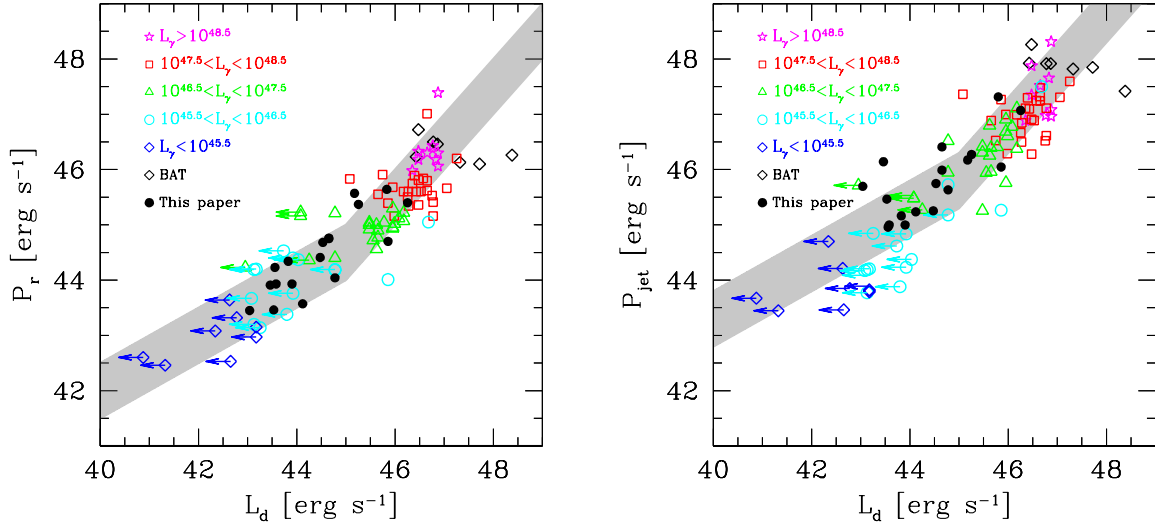 48
46
44
42
P_r [erg s⁻¹]
L_γ>10^48.5
10^47.5<L_γ<10^48.5
10^46.5<L_γ<10^47.5
10^45.5<L_γ<10^46.5
L_γ<10^45.5
BAT
This paper
40 42 44 46 48
L_d [erg s⁻¹]
48
46
44
42
P_jet [erg s⁻¹]
L_γ>10^48.5
10^47.5<L_γ<10^48.5
10^46.5<L_γ<10^47.5
10^45.5<L_γ<10^46.5
L_γ<10^45.5
BAT
This paper
40 42 44 46 48
L_d [erg s⁻¹]